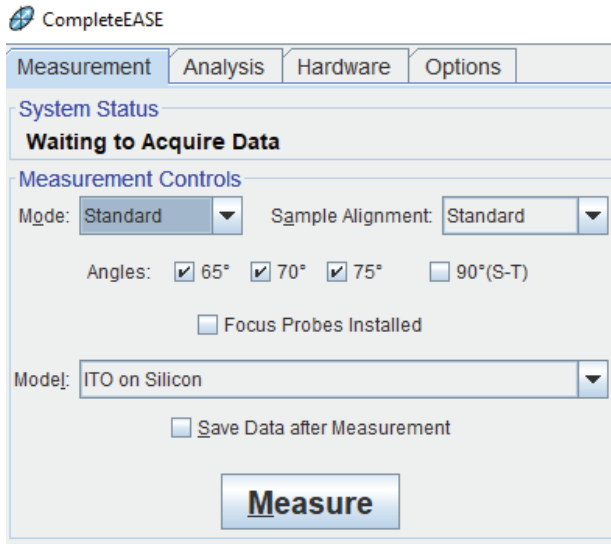 CompleteEASE
Measurement Analysis Hardware Options
System Status
Waiting to Acquire Data
Measurement Controls
Mode: Standard Sample Alignment: Standard
Angles: 65° 70° 75° 90°(S-T)
Focus Probes Installed
Model: ITO on Silicon
Save Data after Measurement
Measure